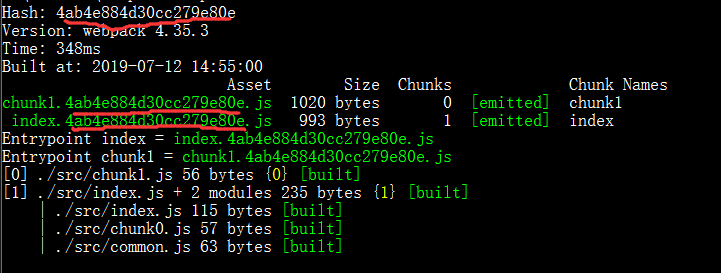 Hash: 4ab4e884d30cc279e80e
Version: webpack 4.35.3
Time: 348ms
Built at: 2019-07-12 14:55:00
Asset Size Chunks Chunk Names
chunk1.4ab4e884d30cc279e80e.js 1020 bytes 0 [emitted] chunk1
index.4ab4e884d30cc279e80e.js 993 bytes 1 [emitted] index
Entrypoint index = index.4ab4e884d30cc279e80e.js
Entrypoint chunk1 = chunk1.4ab4e884d30cc279e80e.js
[0] ./src/chunk1.js 56 bytes {0} [built]
[1] ./src/index.js + 2 modules 235 bytes {1} [built]
| ./src/index.js 115 bytes [built]
| ./src/chunk0.js 57 bytes [built]
| ./src/common.js 63 bytes [built]